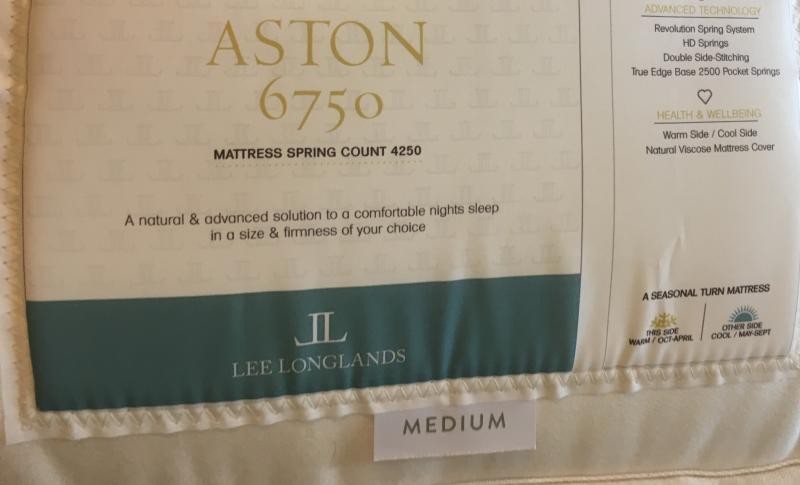 ASTON
6750
MATTRESS SPRING COUNT 4250
A natural & advanced solution to a comfortable nights sleep
in a size & firmness of your choice
LL
LEE LONGLANDS
MEDIUM
ADVANCED TECHNOLOGY
Revolution Spring System
HD Springs
Double Side-Stitching
True Edge Base 2500 Pocket Springs
HEALTH & WELLBEING
Warm Side / Cool Side
Natural Viscose Mattress Cover
A SEASONAL TURN MATTRESS
THIS SIDE
WARM / OCT-APRIL
OTHER SIDE
COOL / MAY-SEPT